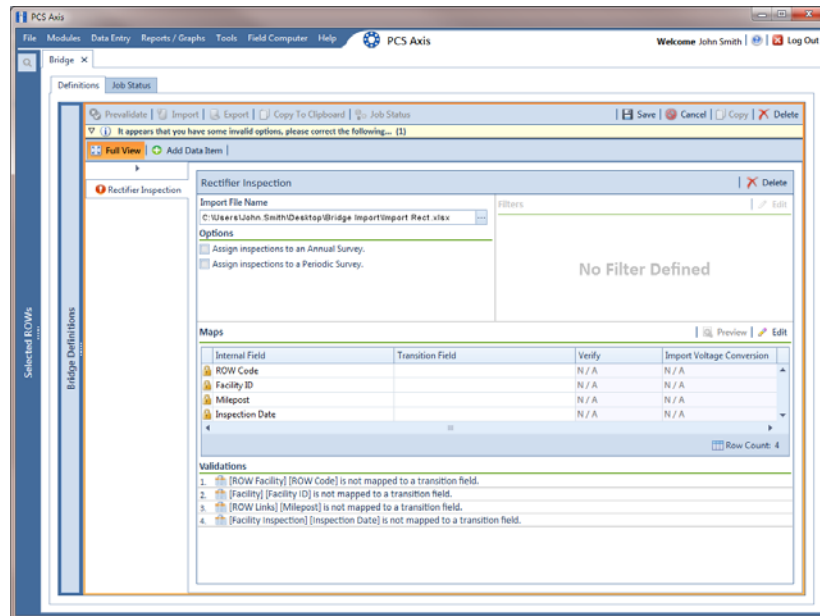 PCS Axis
File Modules Data Entry Reports / Graphs Tools Field Computer Help PCS Axis Welcome John Smith Log Out
Bridge
Definitions Job Status
Prevalidate Import Export Copy To Clipboard Job Status Save Cancel Copy Delete
It appears that you have some invalid options, please correct the following... (1)
Full View Add Data Item
Rectifier Inspection
Rectifier Inspection Delete
Import File Name
C:\Users\John.Smith\Desktop\Bridge Import\Import Rect.xlsx ...
Filters Edit
Options
Assign inspections to an Annual Survey.
Assign inspections to a Periodic Survey.
No Filter Defined
Maps Preview Edit
Internal Field Transition Field Verify Import Voltage Conversion
ROW Code N / A N / A
Facility ID N / A N / A
Milepost N / A N / A
Inspection Date N / A N / A
Row Count: 4
Validations
1. [ROW Facility] [ROW Code] is not mapped to a transition field.
2. [Facility] [Facility ID] is not mapped to a transition field.
3. [ROW Links] [Milepost] is not mapped to a transition field.
4. [Facility Inspection] [Inspection Date] is not mapped to a transition field.
Selected ROWs
Bridge Definitions